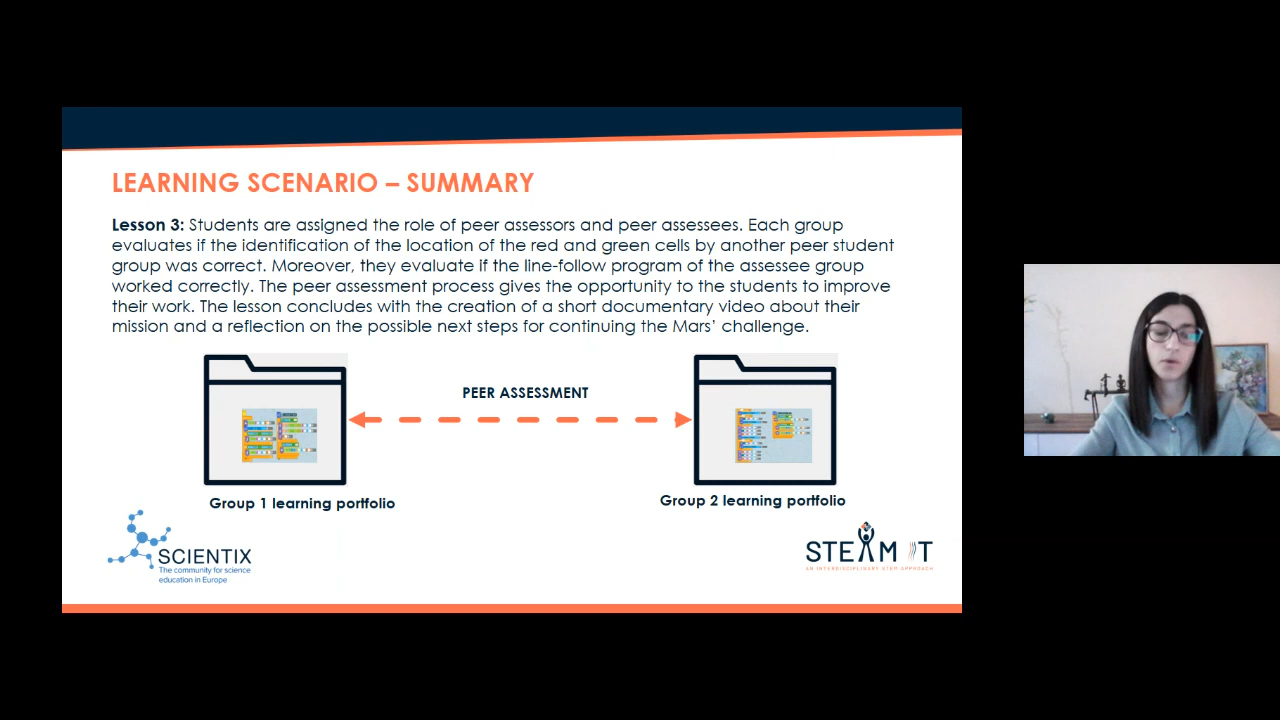 LEARNING SCENARIO – SUMMARY
Lesson 3: Students are assigned the role of peer assessors and peer assessees. Each group
evaluates if the identification of the location of the red and green cells by another peer student
group was correct. Moreover, they evaluate if the line-follow program of the assessee group
worked correctly. The peer assessment process gives the opportunity to the students to improve
their work. The lesson concludes with the creation of a short documentary video about their
mission and a reflection on the possible next steps for continuing the Mars’ challenge.
PEER ASSESSMENT
Group 1 learning portfolio
Group 2 learning portfolio
SCIENTIX
The community for science
education in Europe
STEAM IT
AN INTERDISCIPLINARY STEM APPROACH